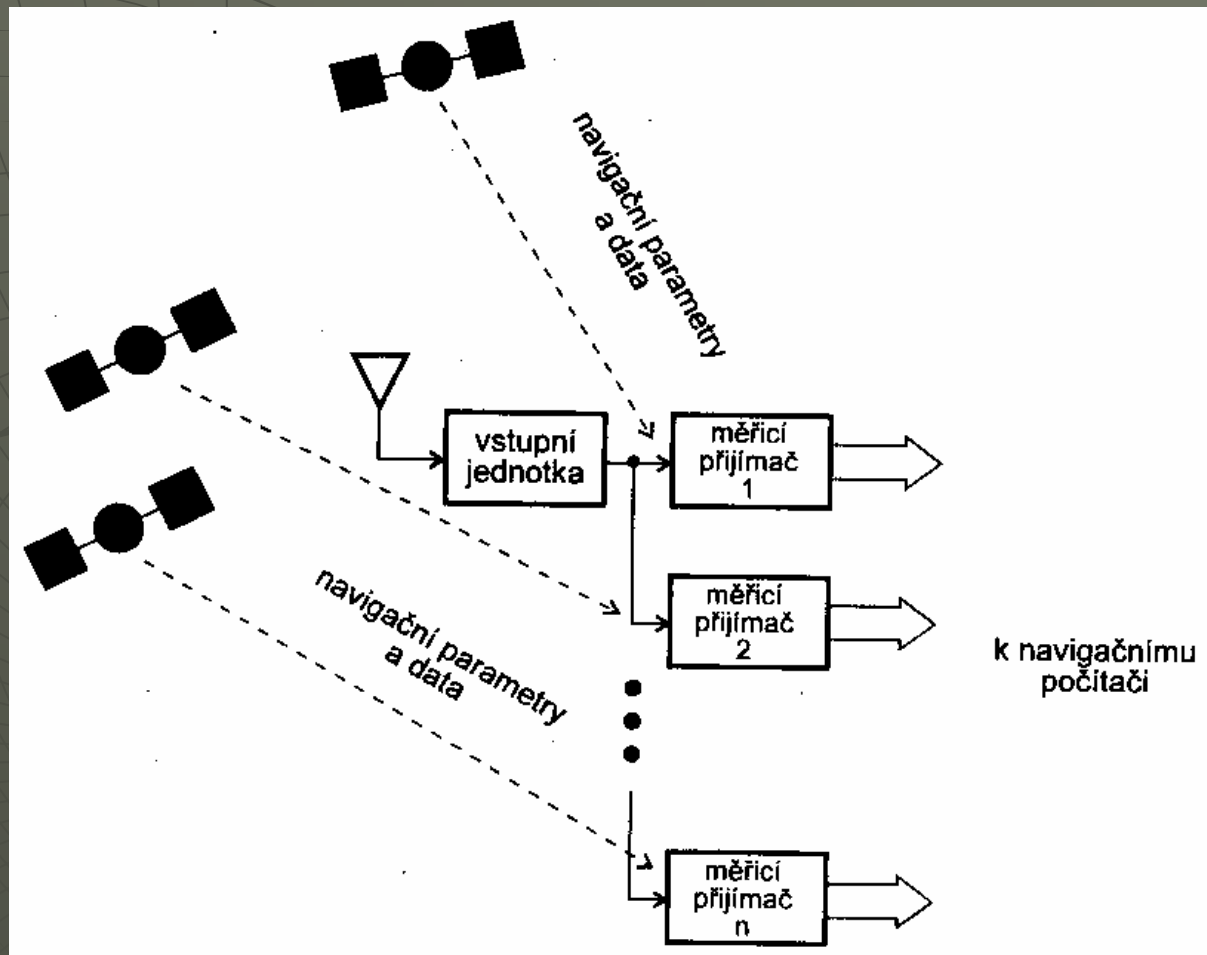 navigační parametry
a data
vstupní
jednotka
měřicí
přijímač
1
měřicí
přijímač
2
navigační parametry
a data
k navigačnímu
počítači
měřicí
přijímač
n